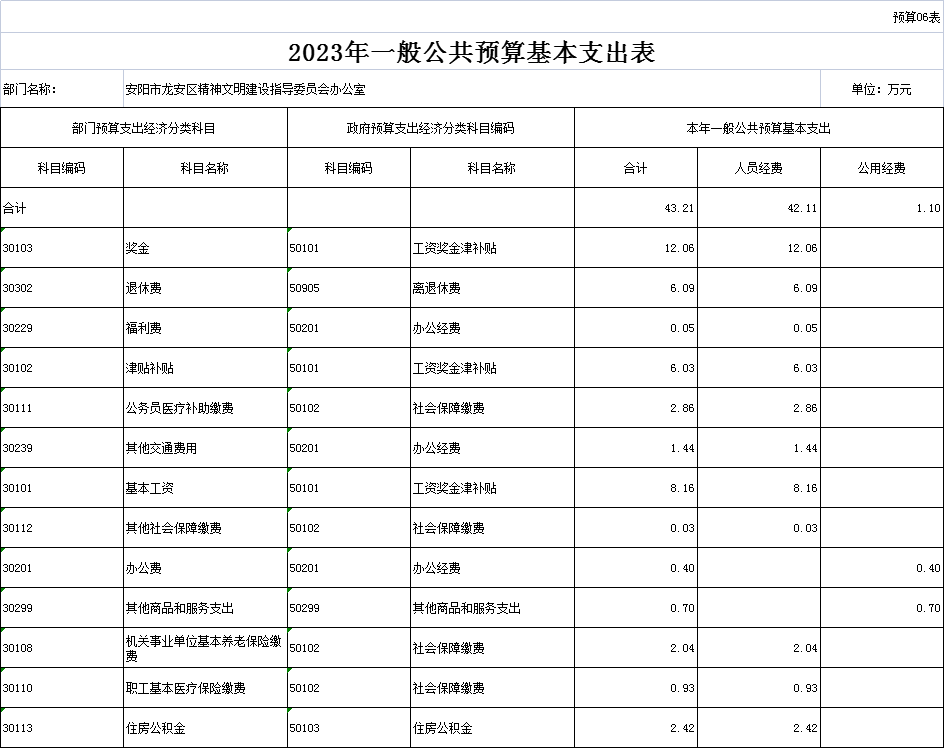 预算06表
2023年一般公共预算基本支出表
部门名称: 安阳市龙安区精神文明建设指导委员会办公室 单位: 万元
部门预算支出经济分类科目 政府预算支出经济分类科目编码 本年一般公共预算基本支出
科目编码 科目名称 科目编码 科目名称 合计 人员经费 公用经费
合计 43.21 42.11 1.10
30103 奖金 50101 工资奖金津补贴 12.06 12.06
30302 退休费 50905 离退休费 6.09 6.09
30229 福利费 50201 办公经费 0.05 0.05
30102 津贴补贴 50101 工资奖金津补贴 6.03 6.03
30111 公务员医疗补助缴费 50102 社会保障缴费 2.86 2.86
30239 其他交通费用 50201 办公经费 1.44 1.44
30101 基本工资 50101 工资奖金津补贴 8.16 8.16
30112 其他社会保障缴费 50102 社会保障缴费 0.03 0.03
30201 办公费 50201 办公经费 0.40 0.40
30299 其他商品和服务支出 50299 其他商品和服务支出 0.70 0.70
30108 机关事业单位基本养老保险缴
费 50102 社会保障缴费 2.04 2.04
30110 职工基本医疗保险缴费 50102 社会保障缴费 0.93 0.93
30113 住房公积金 50103 住房公积金 2.42 2.42